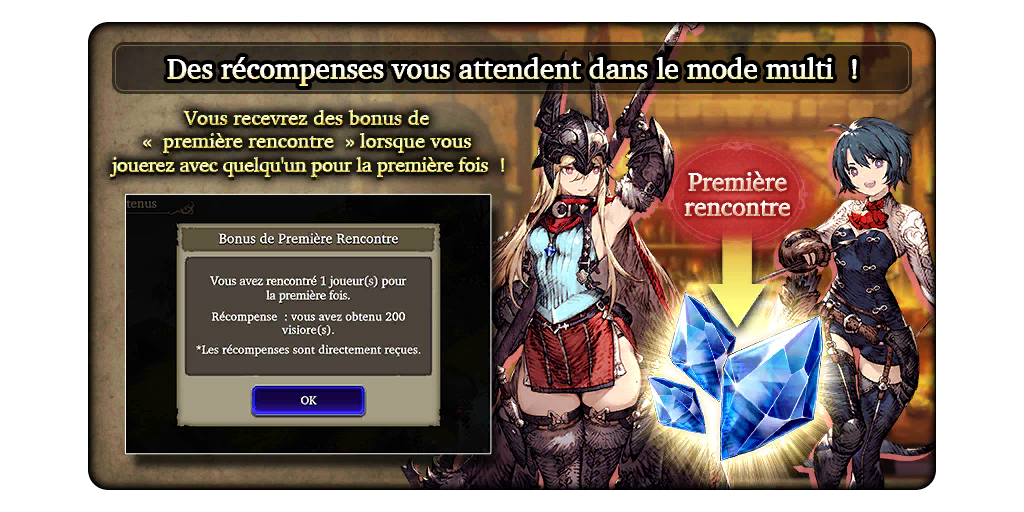 Des récompenses vous attendent dans le mode multi !
Vous recevrez des bonus de
« première rencontre » lorsque vous
jouerez avec quelqu'un pour la première fois !
tenus
Bonus de Première Rencontre
Vous avez rencontré 1 joueur(s) pour
la première fois.
Récompense : vous avez obtenu 200
visiore(s).
*Les récompenses sont directement reçues.
OK
Première
rencontre